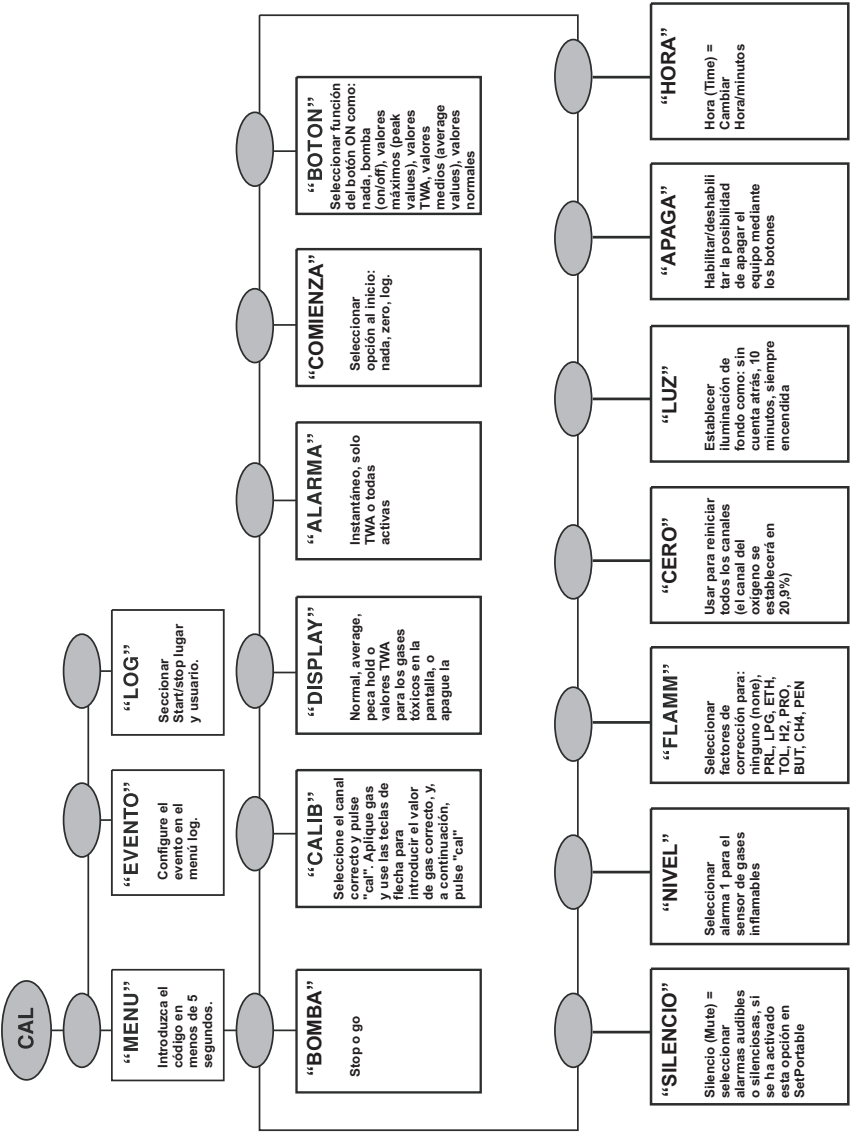 CAL
“MENU”
Introduzca el
código en
menos de 5
segundos.
“EVENTO”
Configure el
evento en el
menú log.
“LOG”
Seccionar
Start/stop lugar
y usuario.
“BOMBA”
Stop o go
“CALIB”
Seleccione el canal
correcto y pulse
"cal". Aplique gas
y use las teclas de
flecha para
introducir el valor
de gas correcto, y,
a continuación,
pulse "cal"
“DISPLAY”
Normal, average,
peca hold o
valores TWA
para los gases
tóxicos en la
pantalla, o
apague la
“ALARMA”
Instantáneo, solo
TWA o todas
activas
“COMIENZA”
Seleccionar
opción al inicio:
nada, zero, log.
“BOTON”
Seleccionar función
del botón ON como:
nada, bomba
(on/off), valores
máximos (peak
values), valores
TWA, valores
medios (average
values), valores
normales
“SILENCIO”
Silencio (Mute) =
seleccionar
alarmas audibles
o silenciosas, si
se ha activado
esta opción en
SetPortable
“NIVEL”
Seleccionar
alarma 1 para el
sensor de gases
inflamables
“FLAMM”
Seleccionar
factores de
corrección para:
ninguno (none),
PRL, LPG, ETH,
TOL, H2, PRO,
BUT, CH4, PEN
“CERO”
Usar para reiniciar
todos los canales
(el canal del
oxígeno se
establecerá en
20,9%)
“LUZ”
Establecer
iluminación de
fondo como: sin
cuenta atrás, 10
minutos, siempre
encendida
“APAGA”
Habilitar/deshabili
tar la posibilidad
de apagar el
equipo mediante
los botones
“HORA”
Hora (Time) =
Cambiar
Hora/minutos